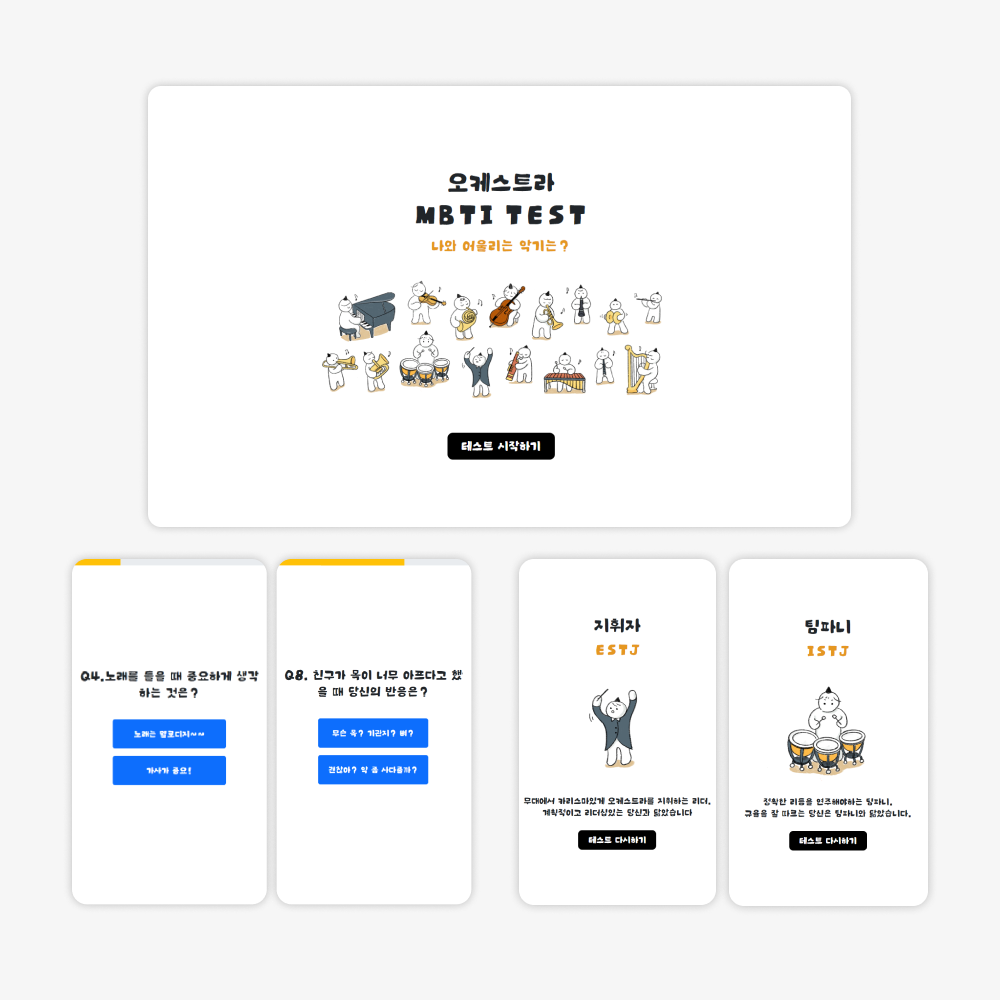 오케스트라
MBTI TEST
나와 어울리는 악기는?
테스트 시작하기
Q4.노래를 들을 때 중요하게 생각
하는 것은?
노래는 멜로디지~~
가사가 중요!
Q8. 친구가 목이 너무 아프다고 했
을 때 당신의 반응은?
무슨 목? 기관지? 뼈?
괜찮아? 약 좀 사다줄까?
지휘자
ESTJ
무대에서 카리스마있게 오케스트라를 지휘하는 리더.
계획적이고 리더십있는 당신과 닮았습니다
테스트 다시하기
팀파니
ISTJ
정확한 리듬을 연주해야하는 팀파니.
규율을 잘 따르는 당신은 팀파니와 닮았습니다.
테스트 다시하기